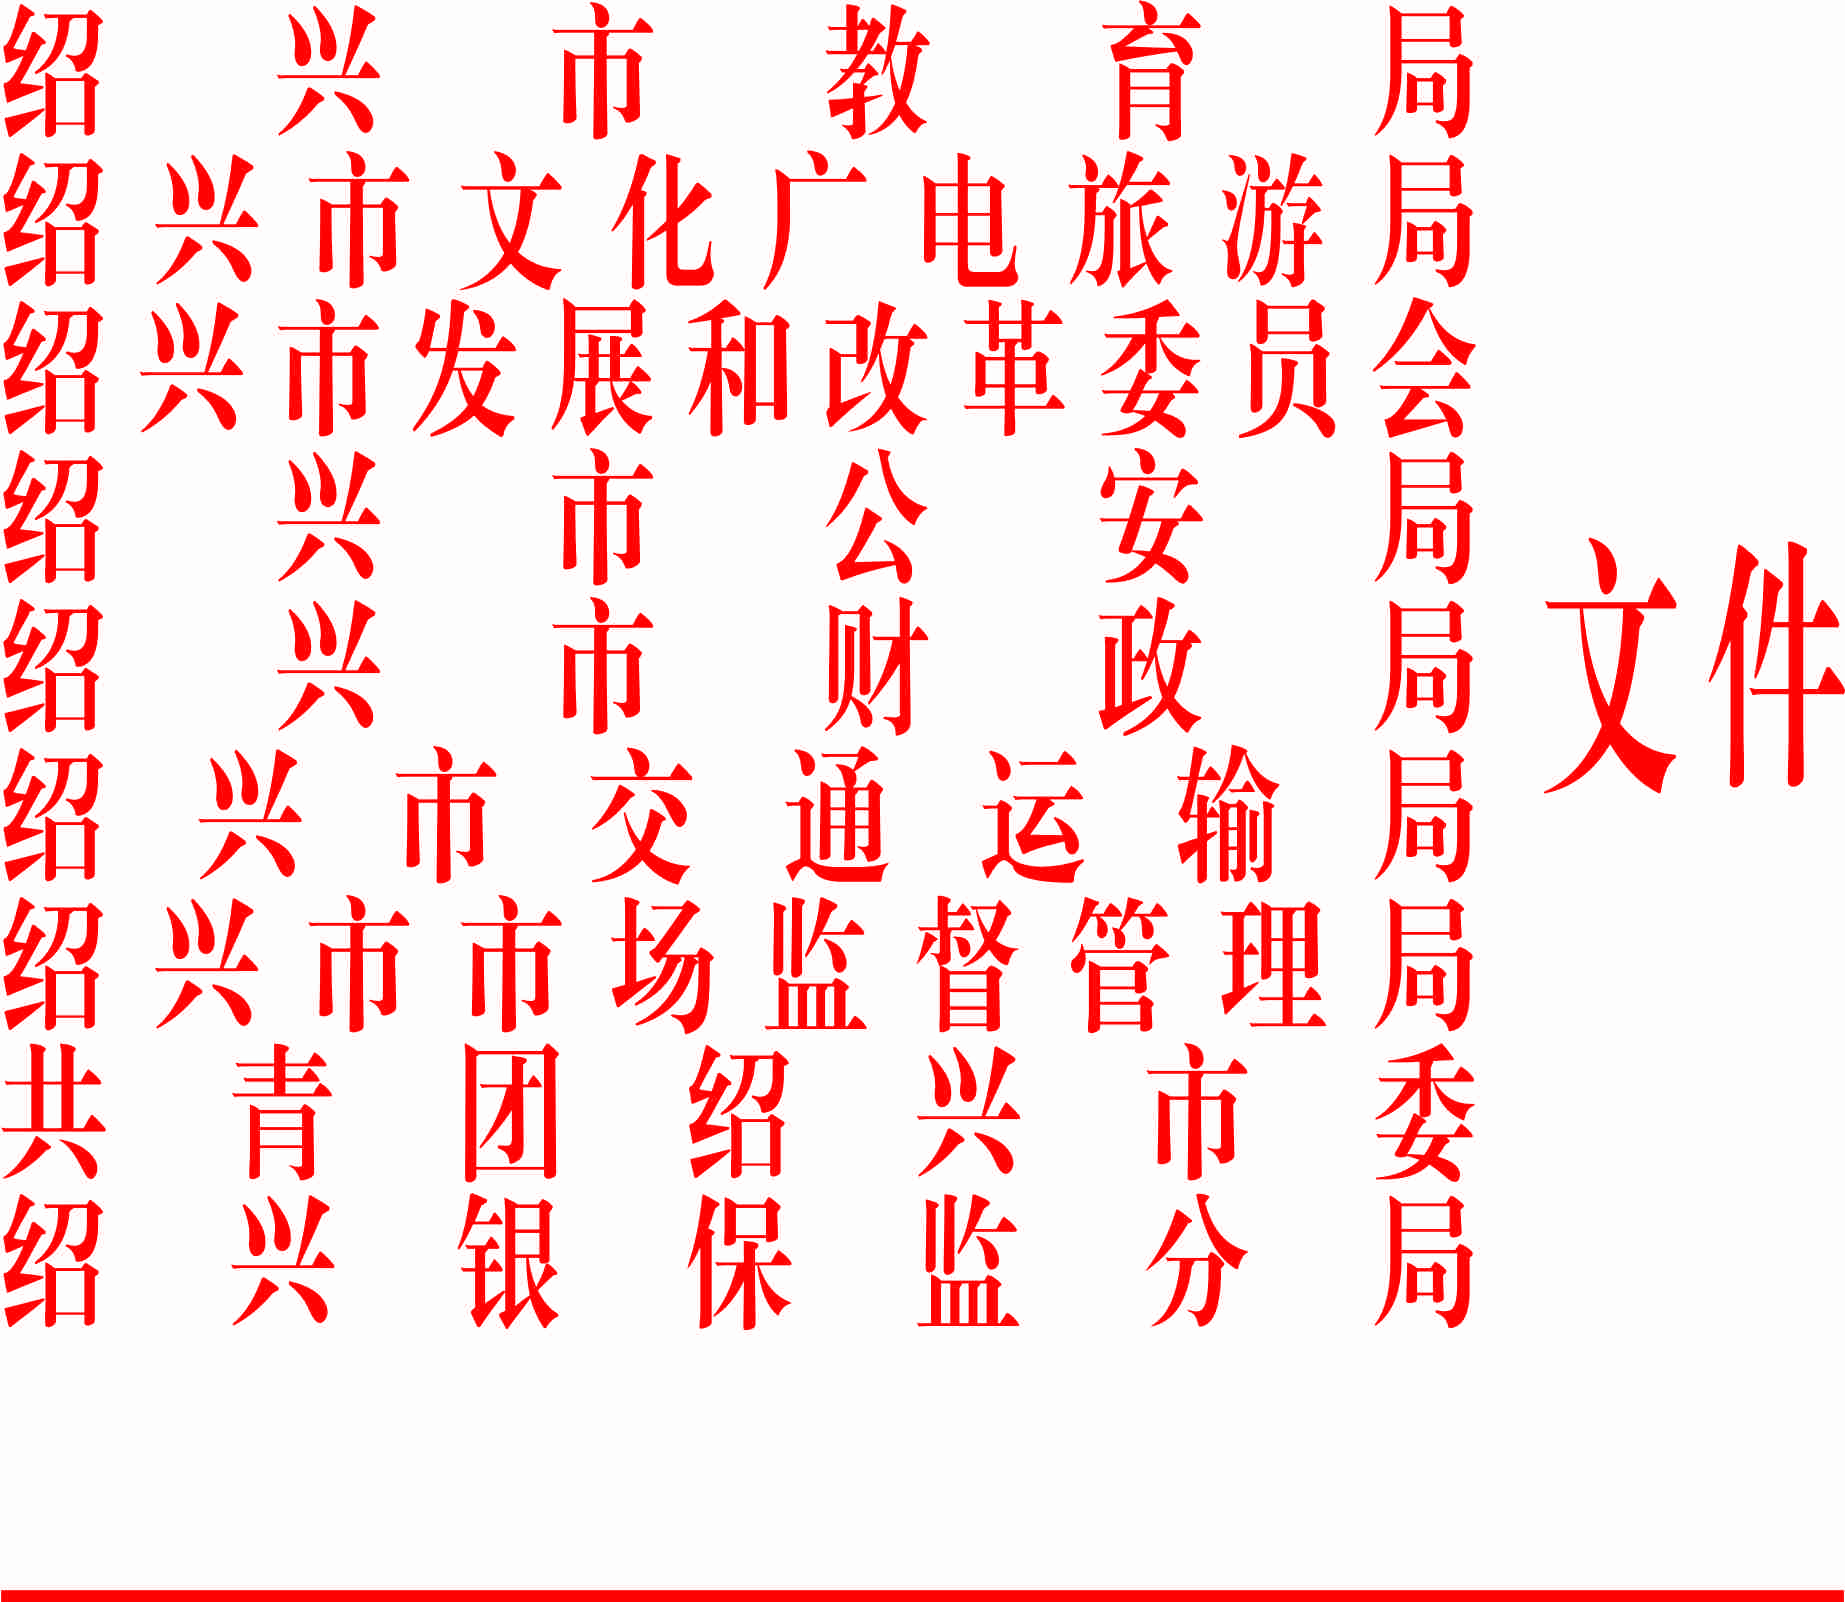 绍兴市教育局
绍兴市文化广电旅游局
绍兴市发展和改革委员会
绍兴市公安局
绍兴市财政局
绍兴市交通运输局
绍兴市市场监督管理局
共青团绍兴市委
绍兴银保监分局
文件